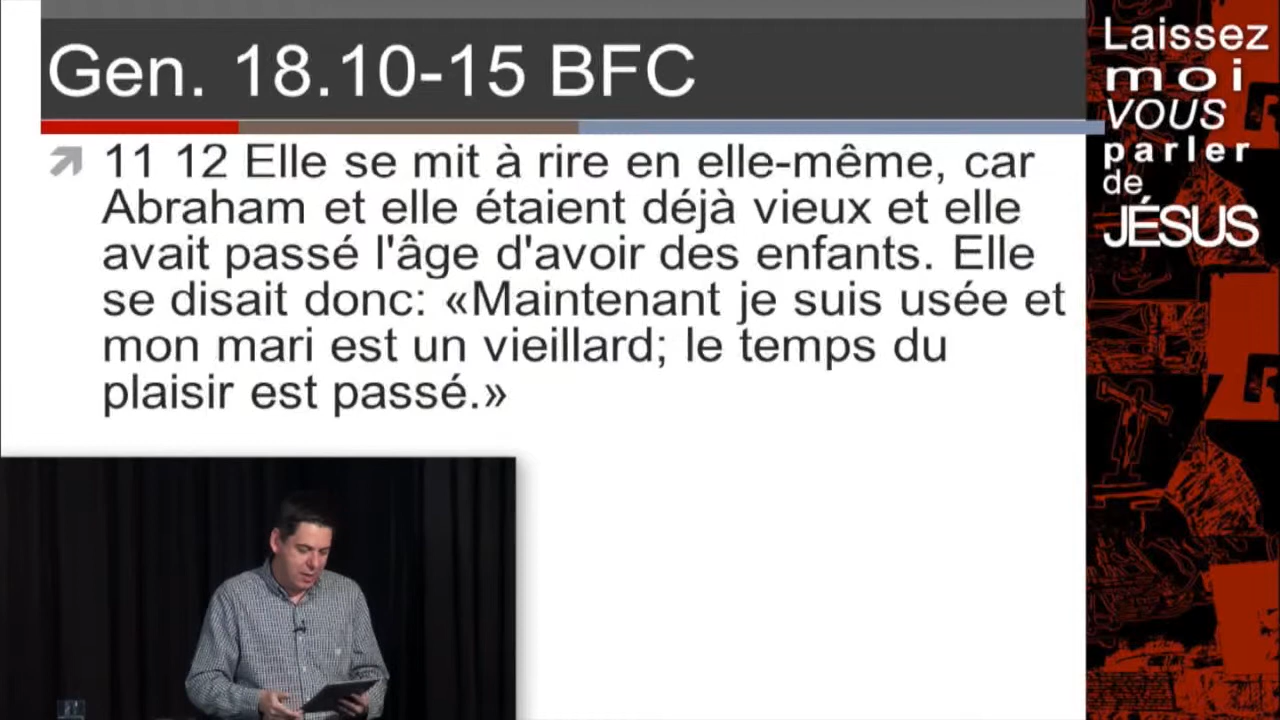 Gen. 18.10-15 BFC
11 12 Elle se mit à rire en elle-même, car
Abraham et elle étaient déjà vieux et elle
avait passé l'âge d'avoir des enfants. Elle
se disait donc: «Maintenant je suis usée et
mon mari est un vieillard; le temps du
plaisir est passé.»
Laissez
moi
VOUS
parler
de
JÉSUS